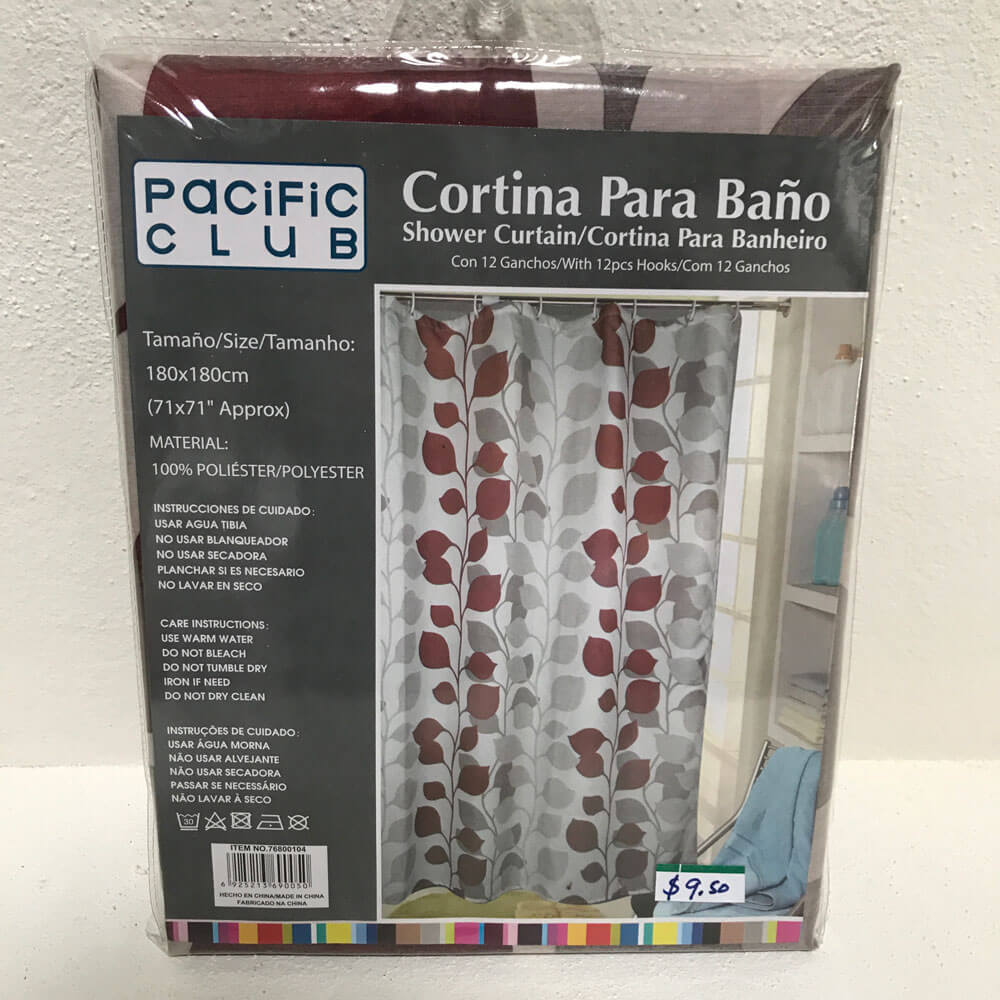 PaCiFiC
CLUB
Cortina Para Baño
Shower Curtain/Cortina Para Banheiro
Con 12 Ganchos/With 12pcs Hooks/Com 12 Ganchos
Tamaño/Size/Tamanho:
180x180cm
(71x71" Approx)
MATERIAL:
100% POLIÉSTER/POLYESTER
INSTRUCCIONES DE CUIDADO:
USAR AGUA TIBIA
NO USAR BLANQUEADOR
NO USAR SECADORA
PLANCHAR SI ES NECESARIO
NO LAVAR EN SECO
CARE INSTRUCTIONS:
USE WARM WATER
DO NOT BLEACH
DO NOT TUMBLE DRY
IRON IF NEED
DO NOT DRY CLEAN
INSTRUÇÕES DE CUIDADO:
USAR ÁGUA MORNA
NÃO USAR ALVEJANTE
NÃO USAR SECADORA
PASSAR SE NECESSÁRIO
NÃO LAVAR À SECO
30
ITEM NO.76800104
6 925213 690050
HECHO EN CHINA/MADE IN CHINA
FABRICADO NA CHINA
$9.50